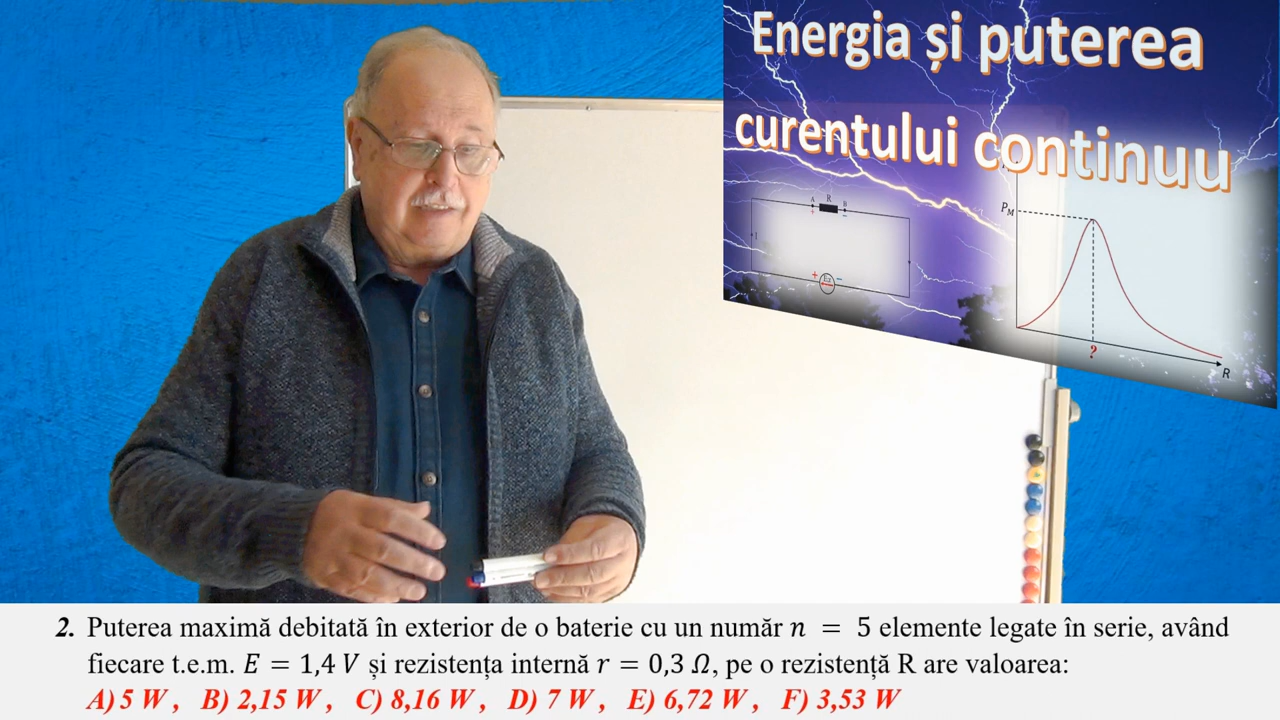 Energia și puterea
curentului continuu
A R B
+ −
I
+ −
P_M
?
R
2. Puterea maximă debitată în exterior de o baterie cu un număr n = 5 elemente legate în serie, având
fiecare t.e.m. E = 1,4 V și rezistența internă r = 0,3 Ω, pe o rezistență R are valoarea:
A) 5 W , B) 2,15 W , C) 8,16 W , D) 7 W , E) 6,72 W , F) 3,53 W